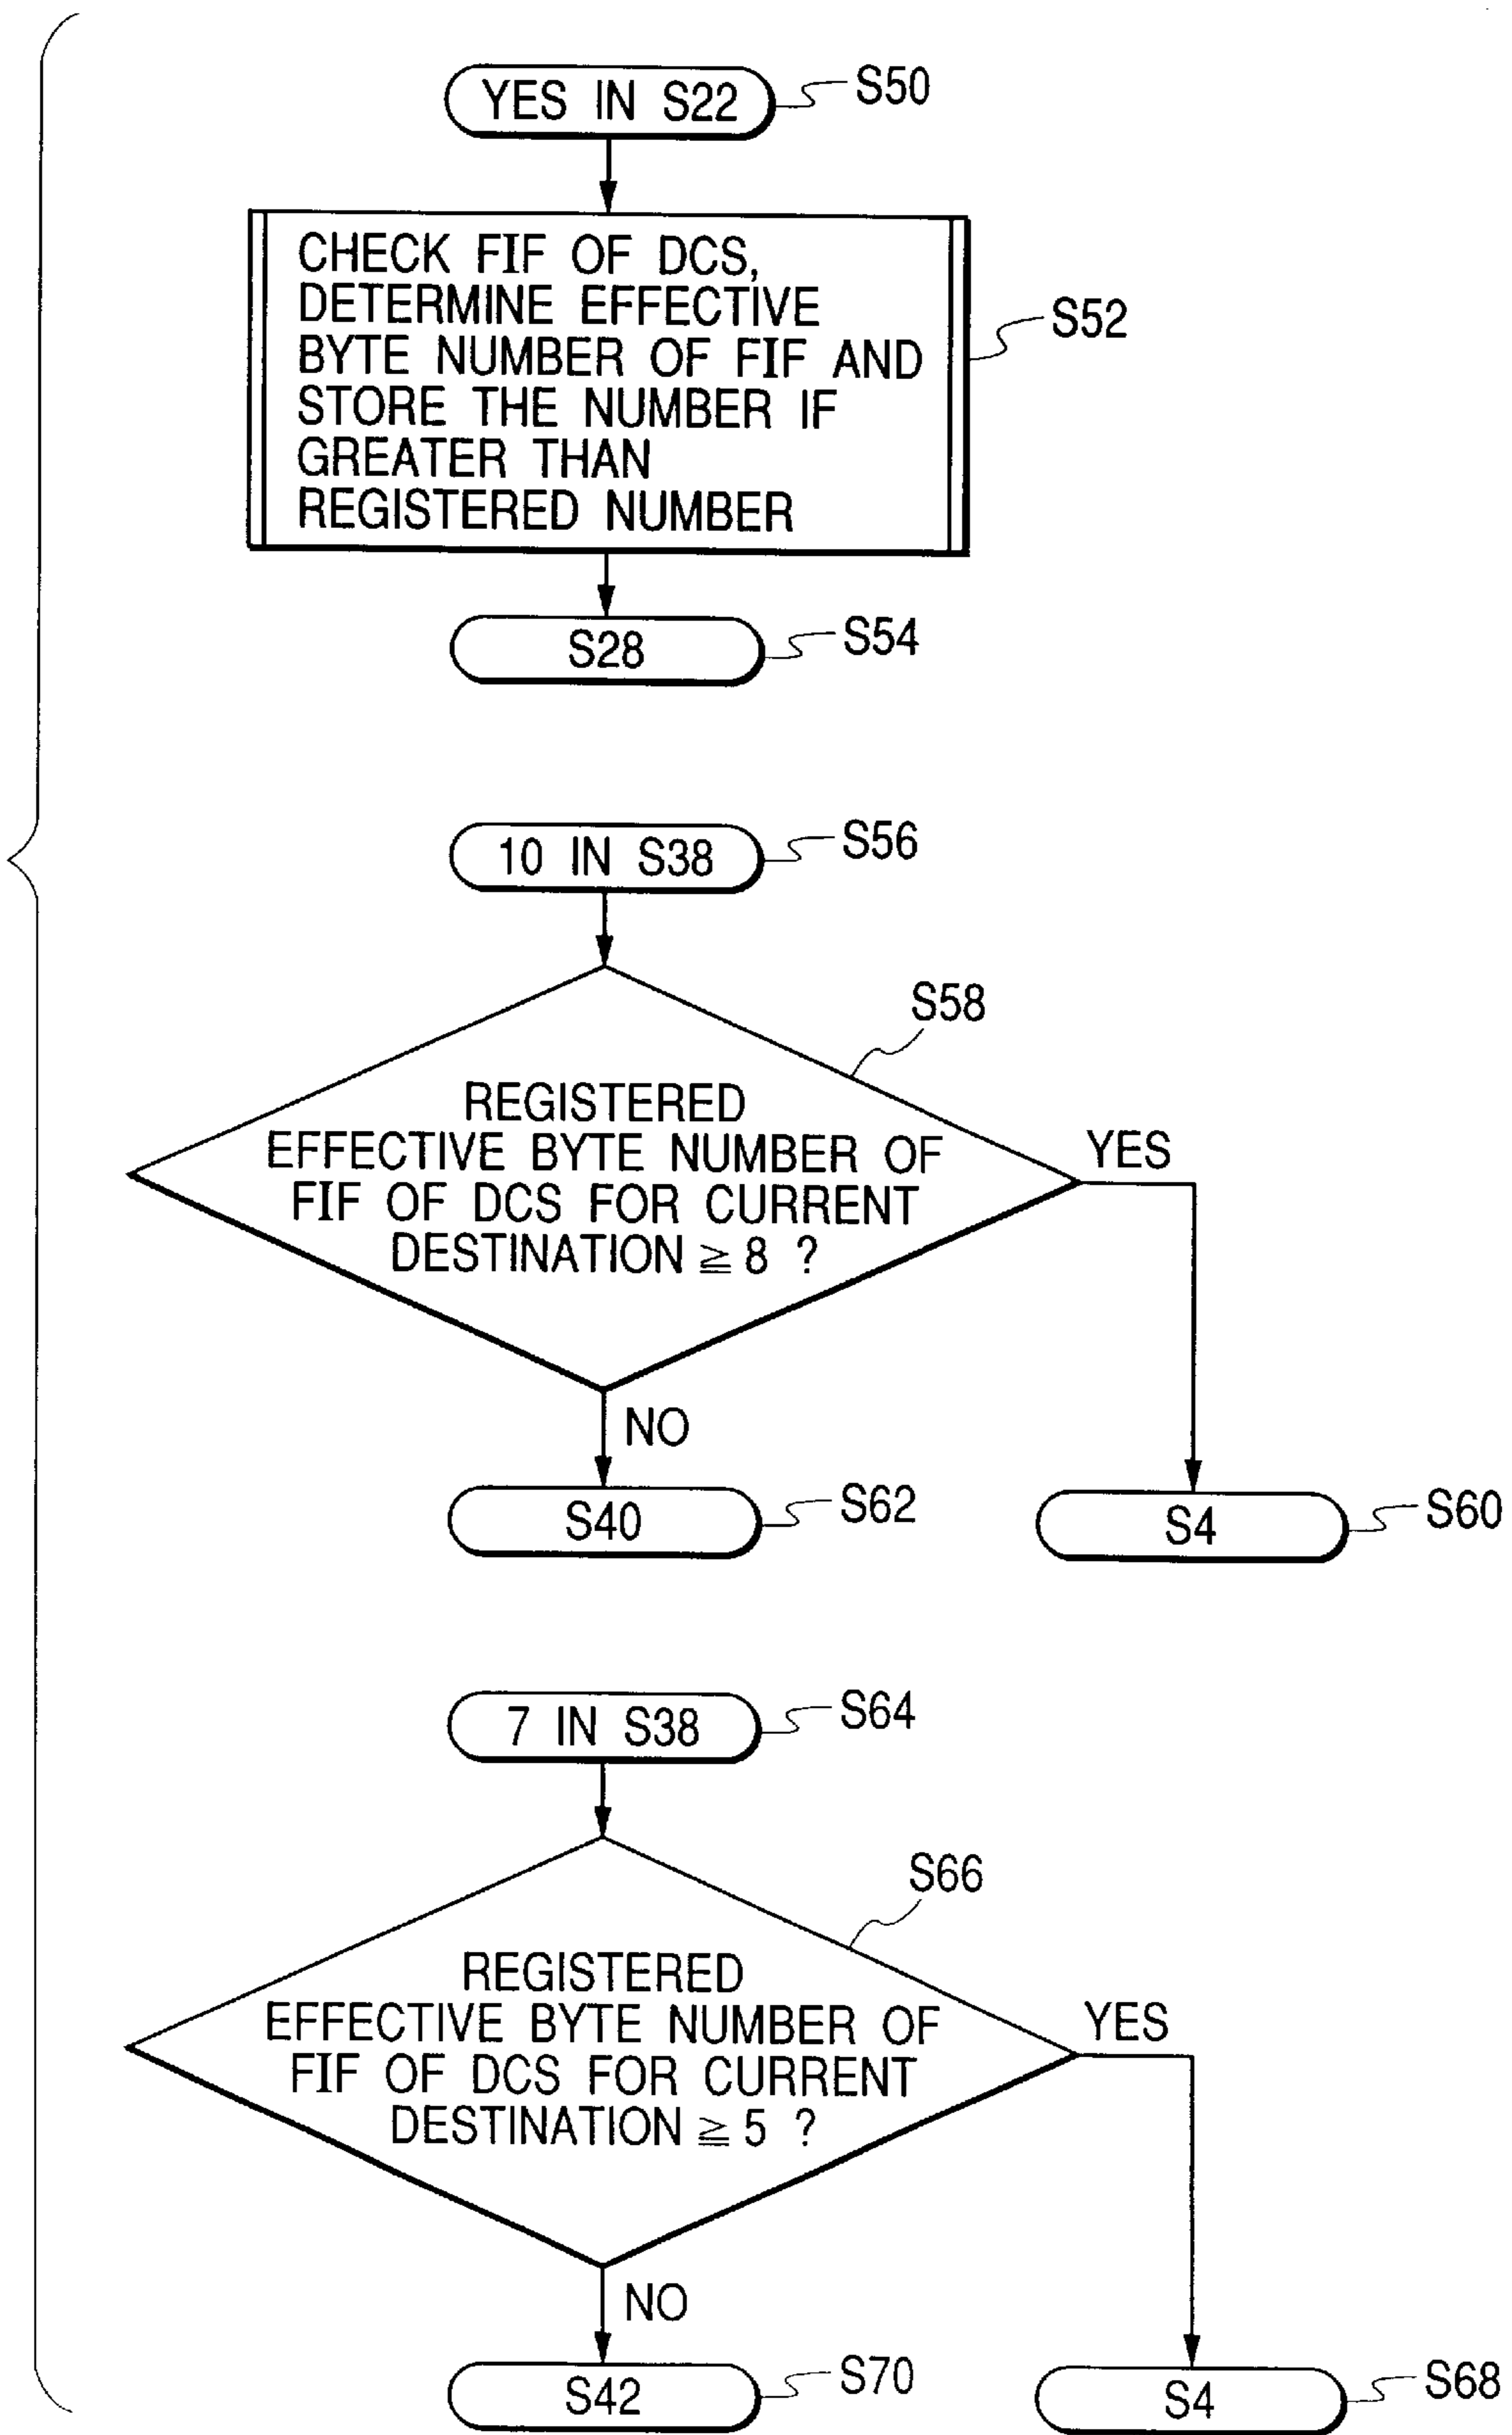 YES IN S22
S50
CHECK FIF OF DCS,
DETERMINE EFFECTIVE
BYTE NUMBER OF FIF AND
STORE THE NUMBER IF
GREATER THAN
REGISTERED NUMBER
S52
S28
S54
10 IN S38
S56
S58
REGISTERED
EFFECTIVE BYTE NUMBER OF
FIF OF DCS FOR CURRENT
DESTINATION ≧ 8 ?
YES
NO
S40
S62
S4
S60
7 IN S38
S64
S66
REGISTERED
EFFECTIVE BYTE NUMBER OF
FIF OF DCS FOR CURRENT
DESTINATION ≧ 5 ?
YES
NO
S42
S70
S4
S68